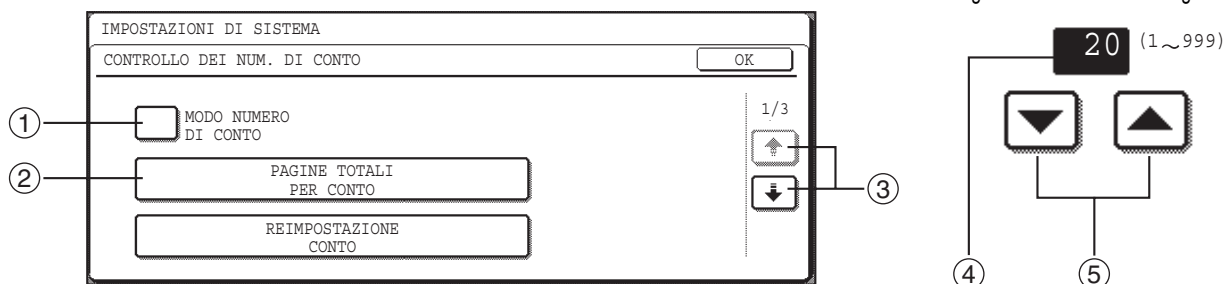 IMPOSTAZIONI DI SISTEMA
CONTROLLO DEI NUM. DI CONTO
OK
① MODO NUMERO
DI CONTO
1/3
② PAGINE TOTALI
PER CONTO
③
REIMPOSTAZIONE
CONTO
20 (1~999)
④
⑤